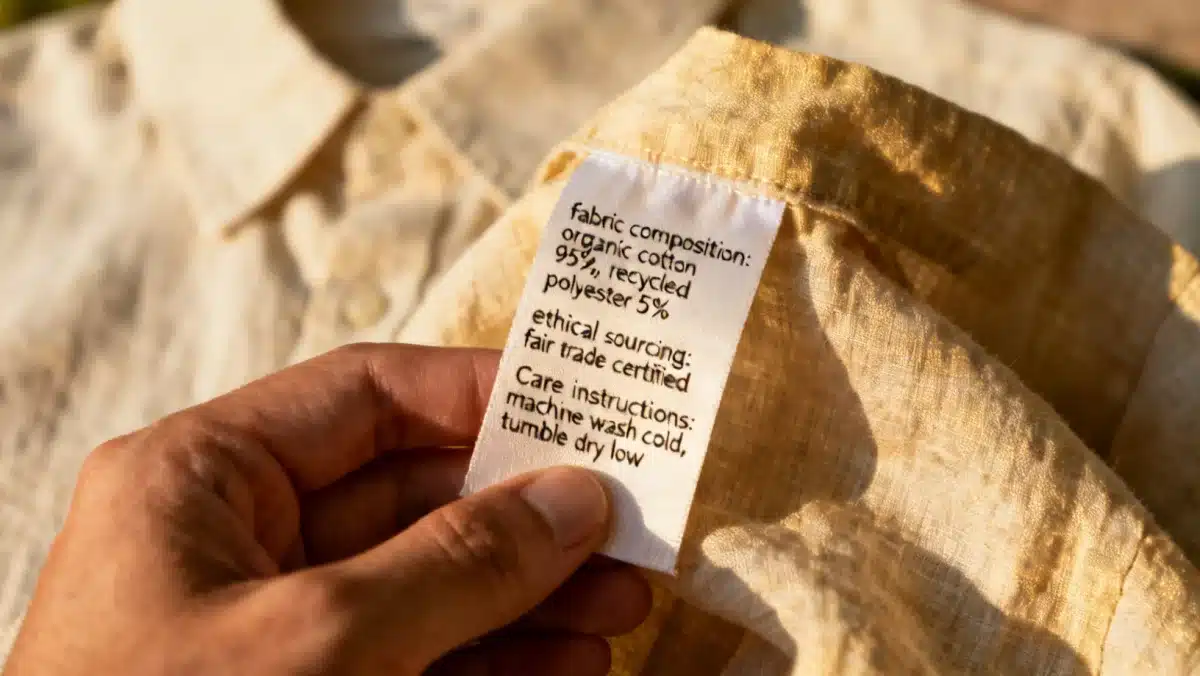 fabric composition:
organic cotton
95%, recycled
polyester 5%
ethical sourcing:
fair trade certified
Care instructions:
machine wash cold,
tumble dry low